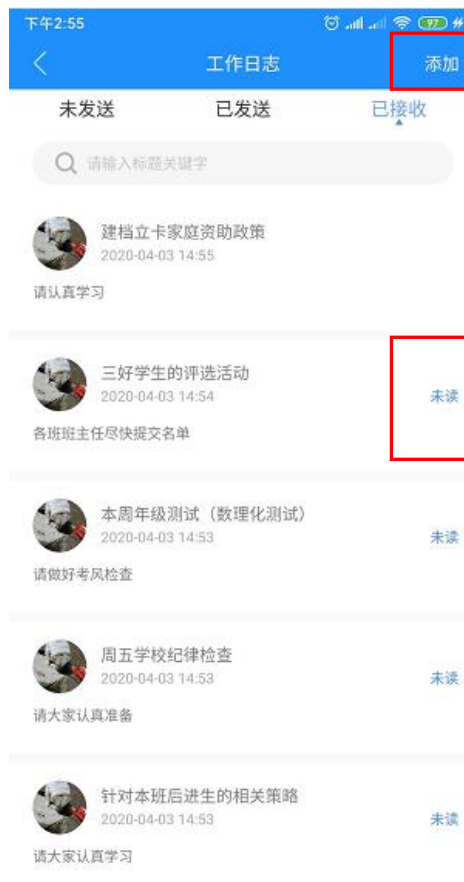 下午2:55
97
工作日志
添加
未发送
已发送
已接收
请输入标题关键字
建档立卡家庭资助政策
2020-04-03 14:55
请认真学习
三好学生的评选活动
2020-04-03 14:54
未读
各班班主任尽快提交名单
本周年级测试（数理化测试）
2020-04-03 14:53
未读
请做好考风检查
周五学校纪律检查
2020-04-03 14:53
未读
请大家认真准备
针对本班后进生的相关策略
2020-04-03 14:53
未读
请大家认真学习